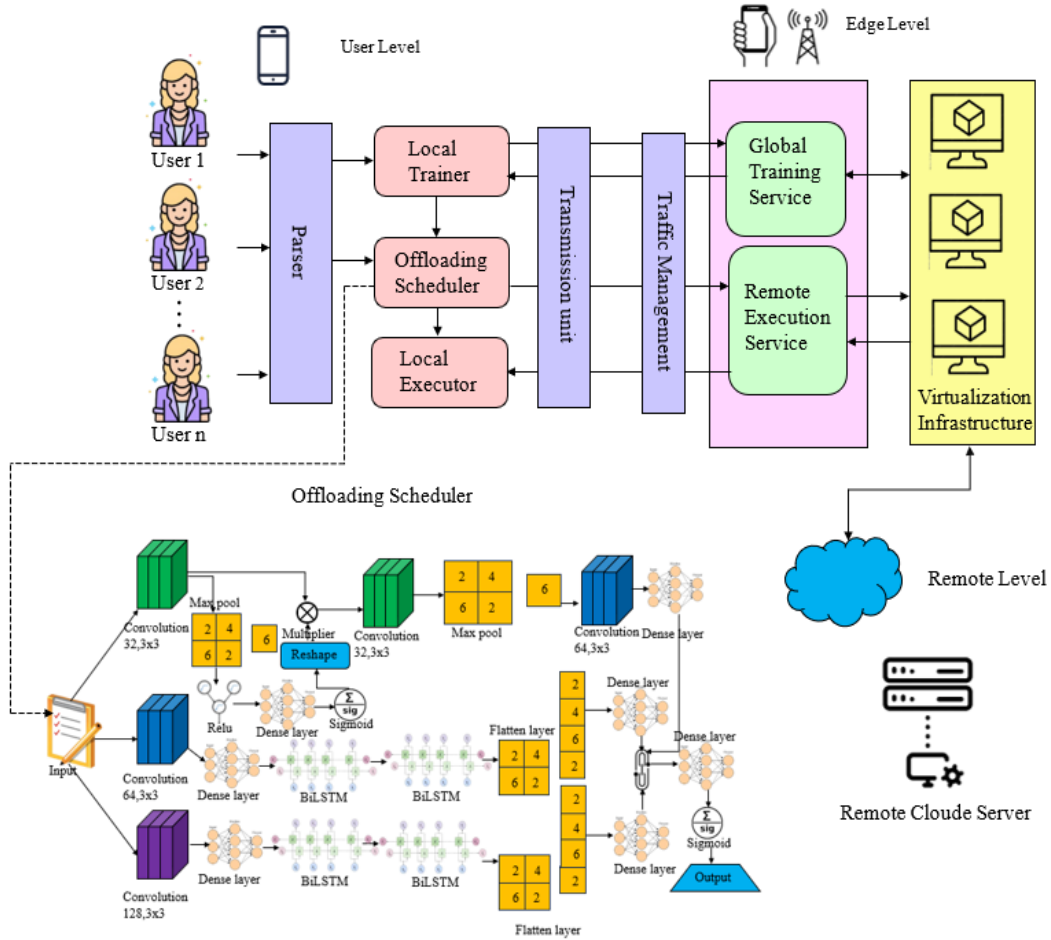 User Level
Edge Level
User 1
User 2
User n
Parser
Local
Trainer
Offloading
Scheduler
Local
Executor
Transmission unit
Traffic Management
Global
Training
Service
Remote
Execution
Service
Virtualization
Infrastructure
Offloading Scheduler
Remote Level
Remote Cloude Server
Input
Convolution
32,3x3
Max pool
2 4
6 2
6
Relu
Dense layer
Σ
sig
Sigmoid
Reshape
Multiplier
Convolution
32,3x3
2 4
6 2
Max pool
6
Convolution
64,3x3
Dense layer
Convolution
64,3x3
Dense layer
BiLSTM
BiLSTM
Flatten layer
2 4
6 2
2
4
6
2
Dense layer
Convolution
128,3x3
Dense layer
BiLSTM
BiLSTM
2 4
6 2
Flatten layer
2
4
6
2
Dense layer
Dense layer
Σ
sig
Sigmoid
Output